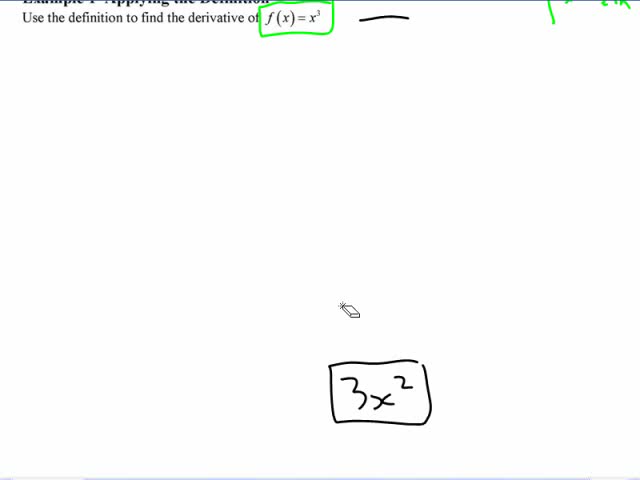 Example 1 Applying the Definition
Use the definition to find the derivative of f(x) = x³
3x²